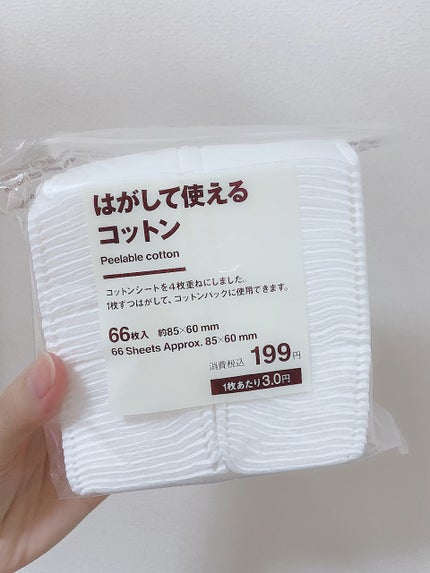 はがして使える
コットン
Peelable cotton
コットンシートを4枚重ねにしました。
1枚ずつはがして、コットンパックに使用できます。
66枚入 約85×60mm
66 Sheets Approx. 85×60mm
消費税込 199円
1枚あたり3.0円